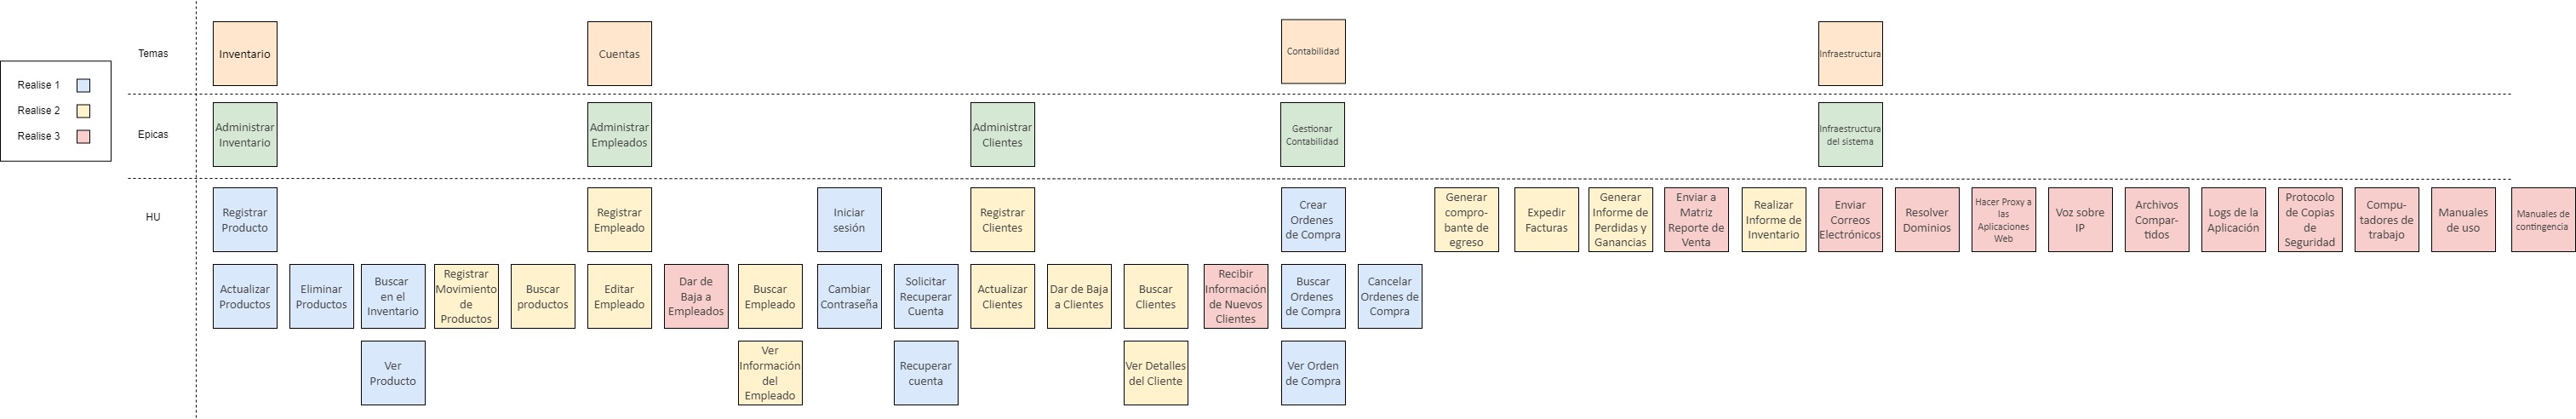 Realise 1
Realise 2
Realise 3
Temas
Inventario
Cuentas
Contabilidad
Infraestructura
Epicas
Administrar
Inventario
Administrar
Empleados
Administrar
Clientes
Gestionar
Contabilidad
Infraestructura
del sistema
HU
Registrar
Producto
Registrar
Empleado
Iniciar
sesión
Registrar
Clientes
Crear
Ordenes
de Compra
Generar
compro-
bante de
egreso
Expedir
Facturas
Generar
Informe de
Perdidas y
Ganancias
Enviar a
Matriz
Reporte de
Venta
Realizar
Informe de
Inventario
Enviar
Correos
Electrónicos
Resolver
Dominios
Hacer Proxy a
las
Aplicaciones
Web
Voz sobre
IP
Archivos
Compar-
tidos
Logs de la
Aplicación
Protocolo
de Copias
de
Seguridad
Compu-
tadores de
trabajo
Manuales
de uso
Manuales de
contingencia
Actualizar
Productos
Eliminar
Productos
Buscar
en el
Inventario
Registrar
Movimiento
de
Productos
Buscar
productos
Editar
Empleado
Dar de
Baja a
Empleados
Buscar
Empleado
Cambiar
Contraseña
Solicitar
Recuperar
Cuenta
Actualizar
Clientes
Dar de Baja
a Clientes
Buscar
Clientes
Recibir
Información
de Nuevos
Clientes
Buscar
Ordenes
de Compra
Cancelar
Ordenes de
Compra
Ver
Producto
Ver
Información
del
Empleado
Recuperar
cuenta
Ver Detalles
del Cliente
Ver Orden
de Compra